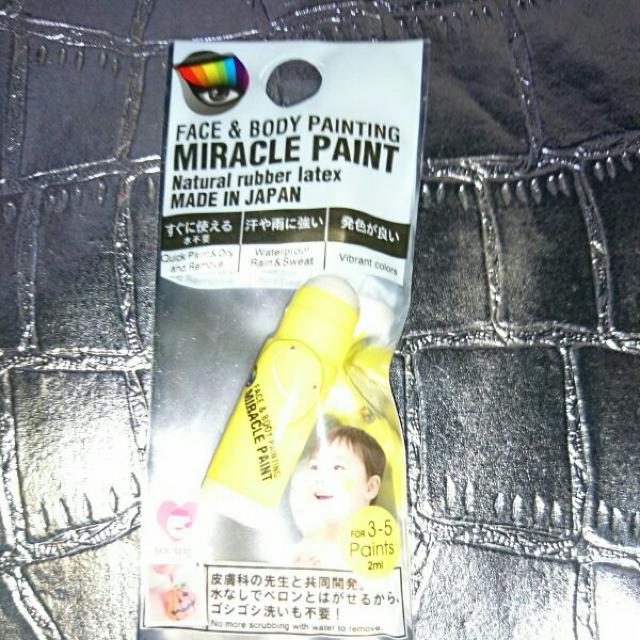 FACE & BODY PAINTING
MIRACLE PAINT
Natural rubber latex
MADE IN JAPAN
すぐに使える
水不要
汗や雨に強い
発色が良い
Quick Paint & Dry
and Remove
Waterproof
Rain & Sweat
Vibrant colors
FACE & BODY PAINTING
MIRACLE PAINT
FOR 3-5
Paints
2ml
皮膚科の先生と共同開発。
水なしでペロンとはがせるから、
ゴシゴシ洗いも不要！
No more scrubbing with water to remove.